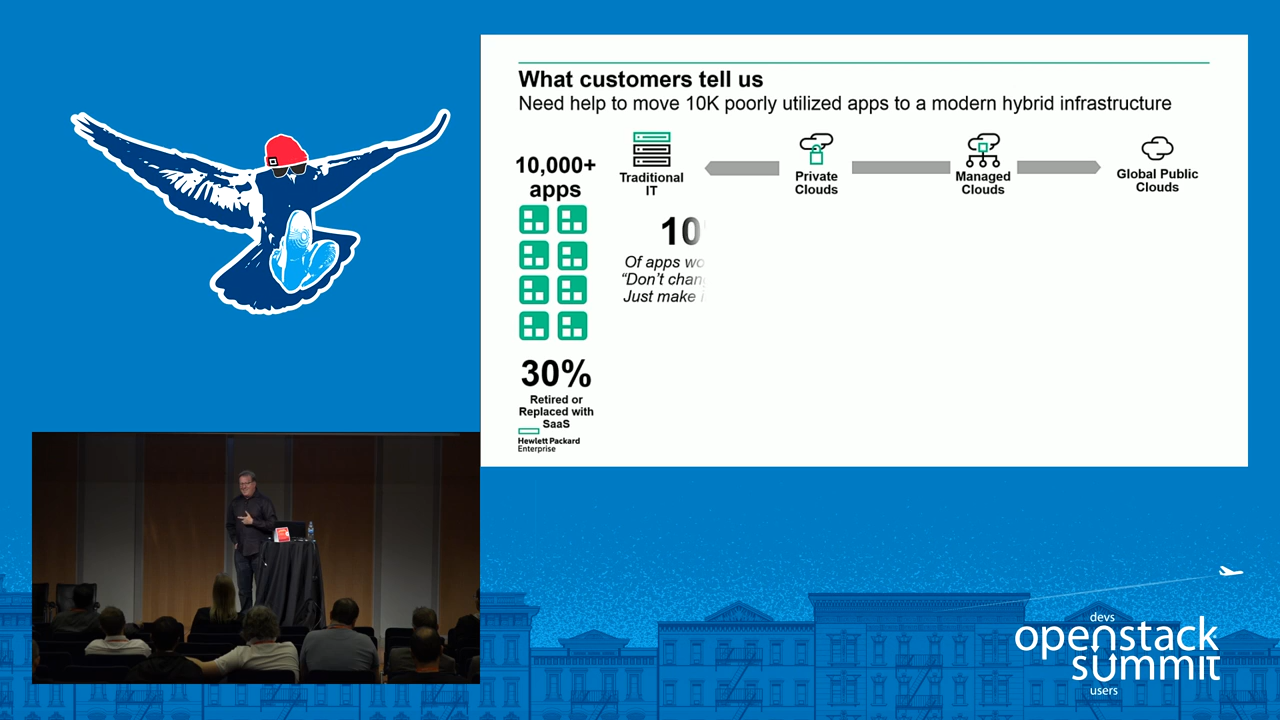 What customers tell us
Need help to move 10K poorly utilized apps to a modern hybrid infrastructure
10,000+
apps
Traditional
IT
Private
Clouds
Managed
Clouds
Global Public
Clouds
10
Of apps
“Don’t
Just make
30%
Retired or
Replaced with
SaaS
Hewlett Packard
Enterprise
devs
openstack
summit
users